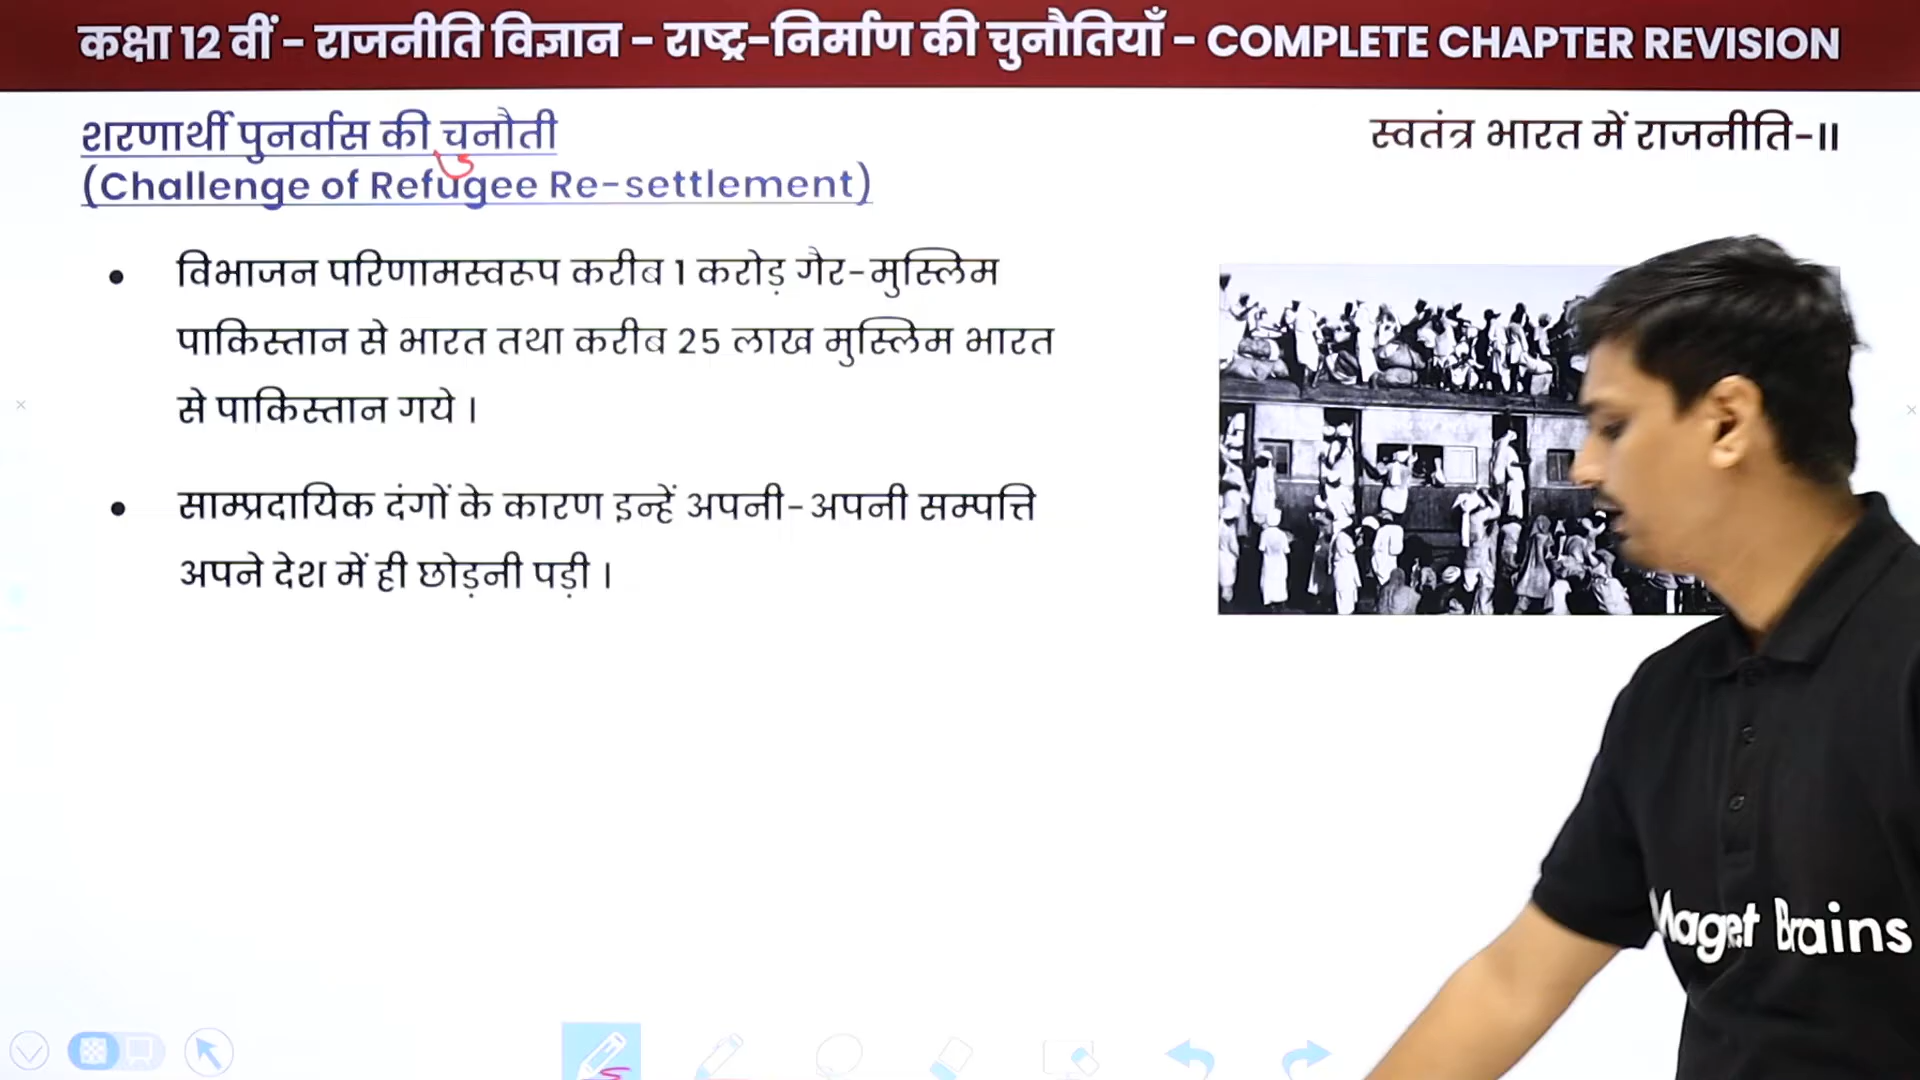 कक्षा 12 वीं - राजनीति विज्ञान - राष्ट्र-निर्माण की चुनौतियाँ - COMPLETE CHAPTER REVISION
शरणार्थी पुनर्वास की चनौती
(Challenge of Refugee Re-settlement)
स्वतंत्र भारत में राजनीति-II
• विभाजन परिणामस्वरूप करीब 1 करोड़ गैर-मुस्लिम
पाकिस्तान से भारत तथा करीब 25 लाख मुस्लिम भारत
से पाकिस्तान गये ।
• साम्प्रदायिक दंगों के कारण इन्हें अपनी-अपनी सम्पत्ति
अपने देश में ही छोड़नी पड़ी ।
Maget Brains